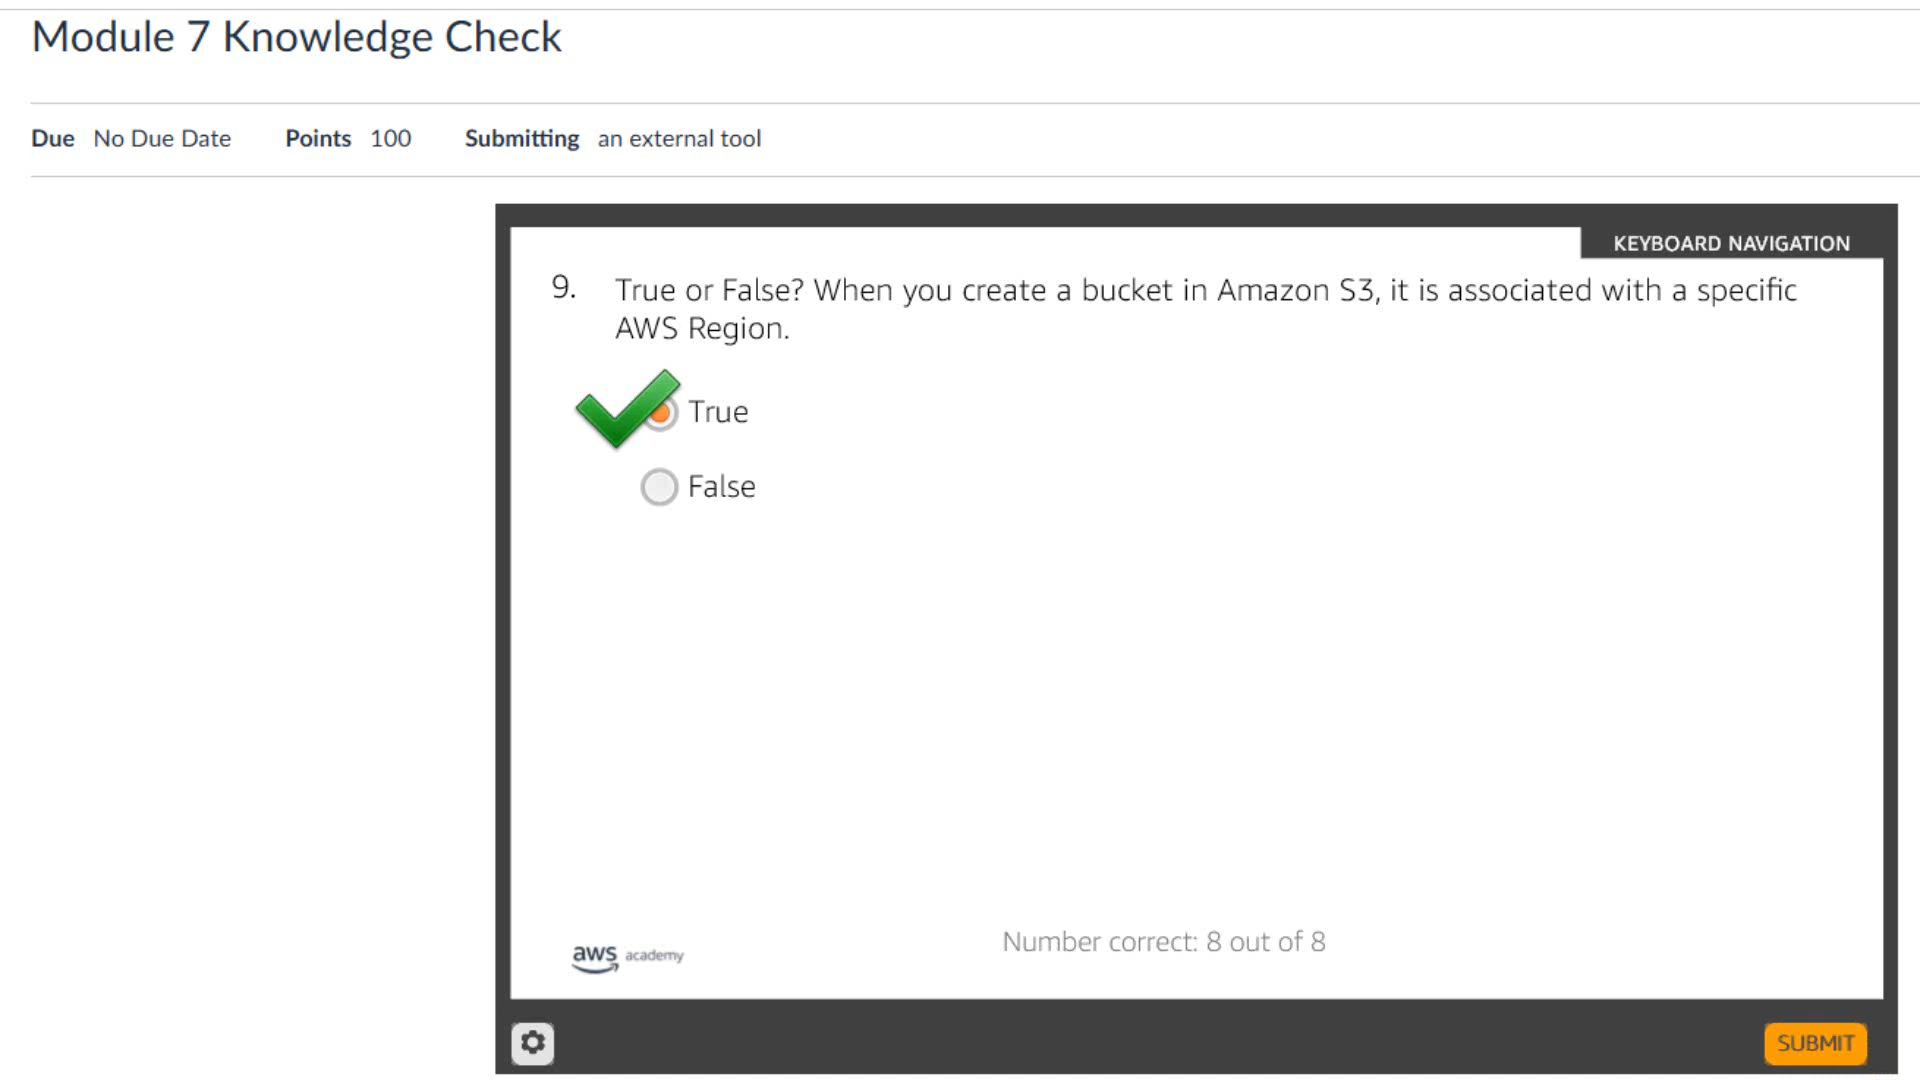 Module 7 Knowledge Check
Due No Due Date Points 100 Submitting an external tool
KEYBOARD NAVIGATION
9. True or False? When you create a bucket in Amazon S3, it is associated with a specific
AWS Region.
True
False
Number correct: 8 out of 8
aws academy
SUBMIT